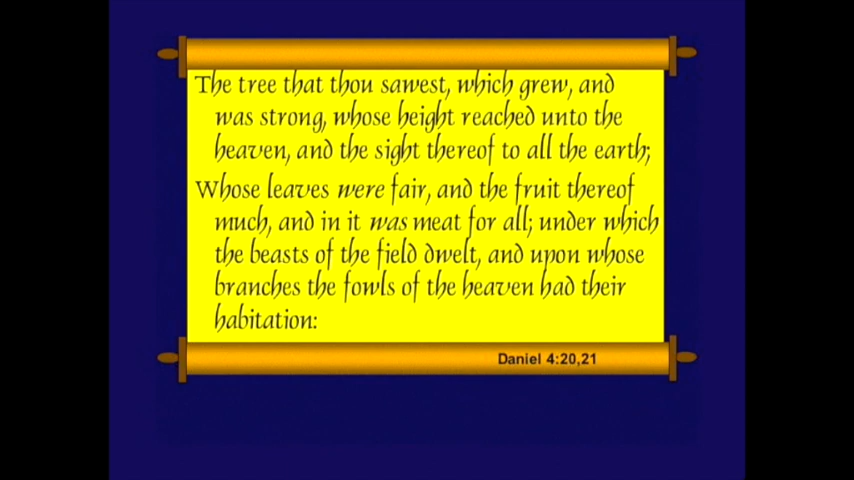 The tree that thou sawest, which grew, and
was strong, whose height reached unto the
heaven, and the sight thereof to all the earth;
Whose leaves were fair, and the fruit thereof
much, and in it was meat for all; under which
the beasts of the field dwelt, and upon whose
branches the fowls of the heaven had their
habitation:
Daniel 4:20,21